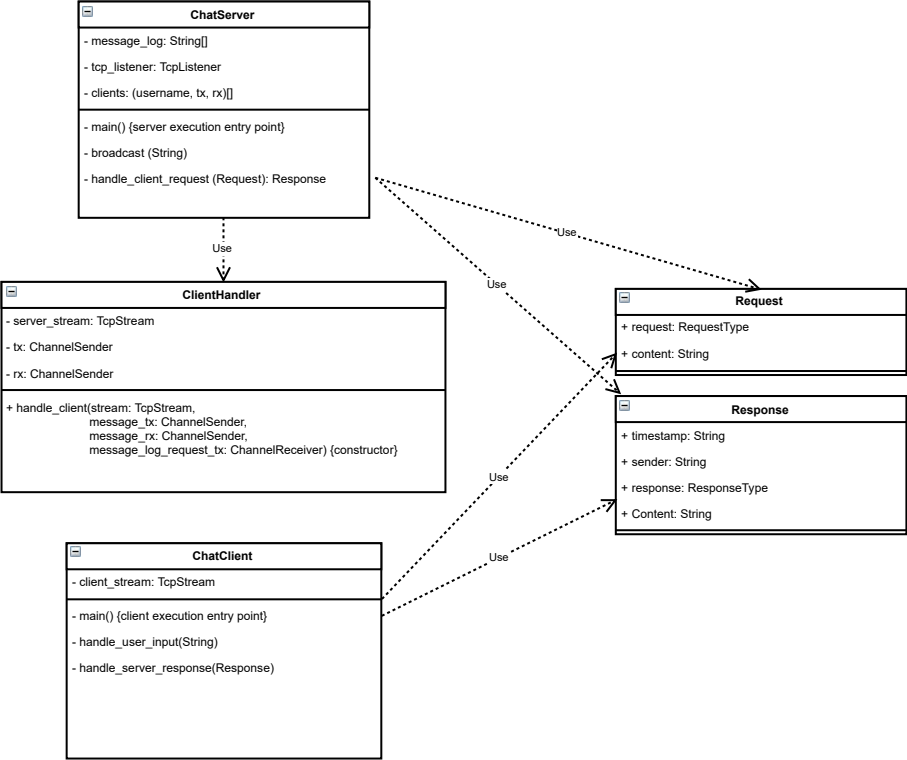 ChatServer
- message_log: String[]
- tcp_listener: TcpListener
- clients: (username, tx, rx)[]
- main() {server execution entry point}
- broadcast (String)
- handle_client_request (Request): Response
Use
Use
Use
ClientHandler
- server_stream: TcpStream
- tx: ChannelSender
- rx: ChannelSender
+ handle_client(stream: TcpStream,
message_tx: ChannelSender,
message_rx: ChannelSender,
message_log_request_tx: ChannelReceiver) {constructor}
Request
+ request: RequestType
+ content: String
Response
+ timestamp: String
+ sender: String
+ response: ResponseType
+ Content: String
Use
Use
ChatClient
- client_stream: TcpStream
- main() {client execution entry point}
- handle_user_input(String)
- handle_server_response(Response)